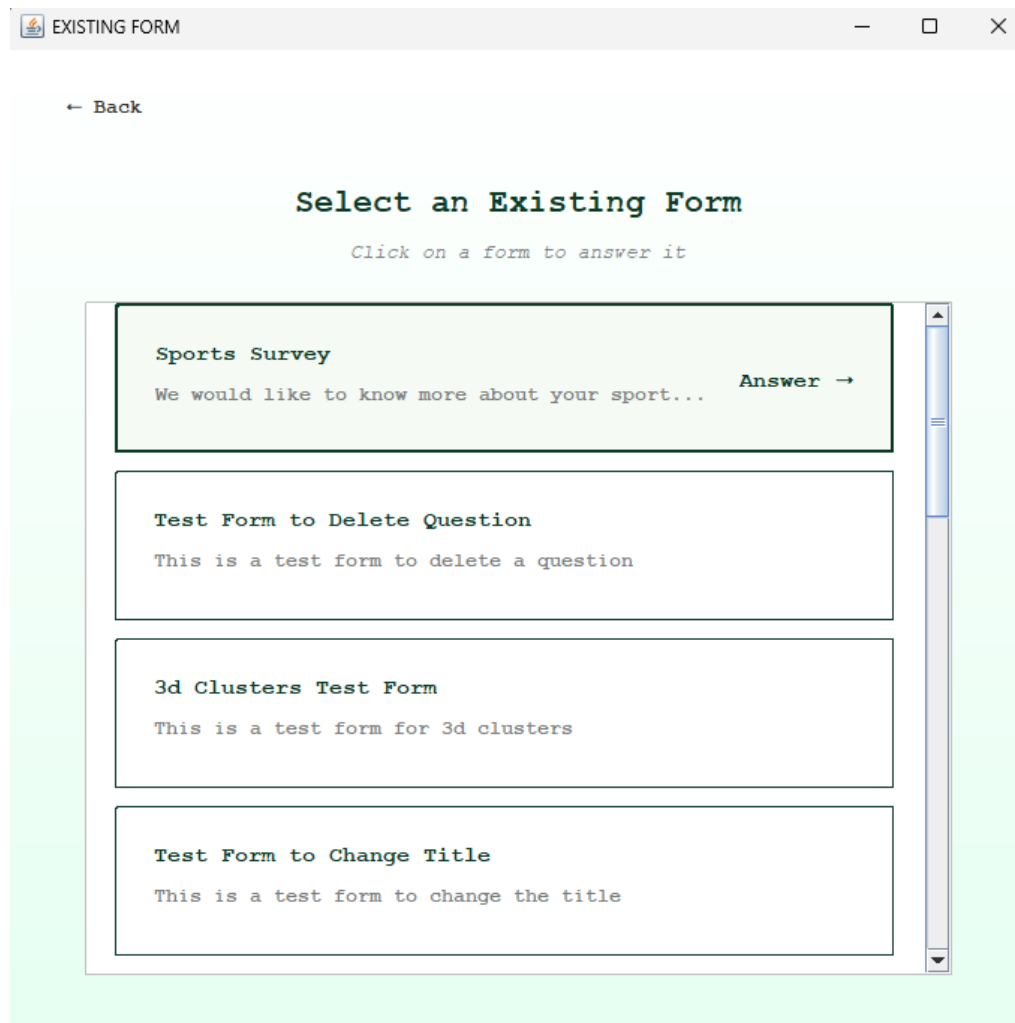 EXISTING FORM
← Back
Select an Existing Form
Click on a form to answer it
Sports Survey
We would like to know more about your sport...
Answer →
Test Form to Delete Question
This is a test form to delete a question
3d Clusters Test Form
This is a test form for 3d clusters
Test Form to Change Title
This is a test form to change the title